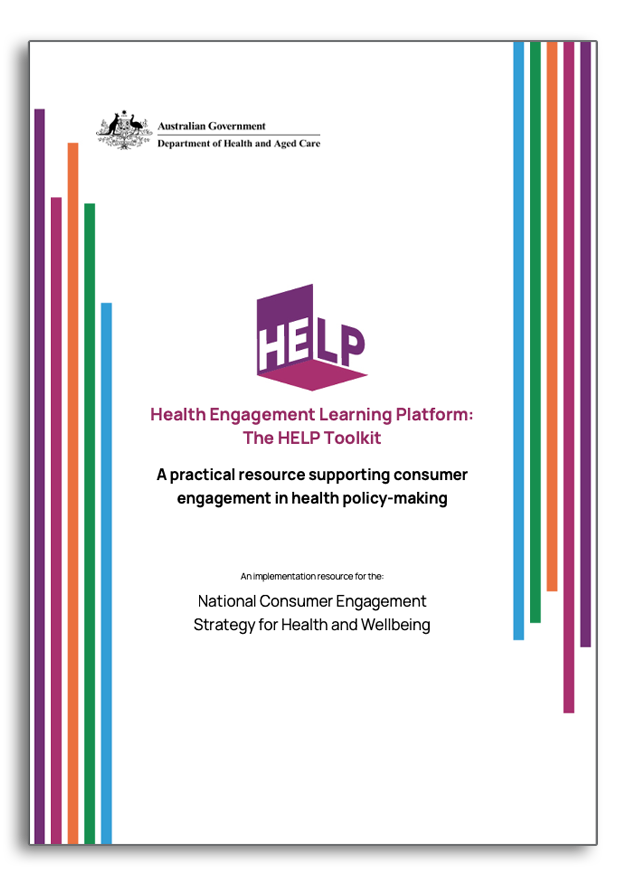 Australian Government
Department of Health and Aged Care
HELP
Health Engagement Learning Platform:
The HELP Toolkit
A practical resource supporting consumer
engagement in health policy-making
An implementation resource for the:
National Consumer Engagement
Strategy for Health and Wellbeing